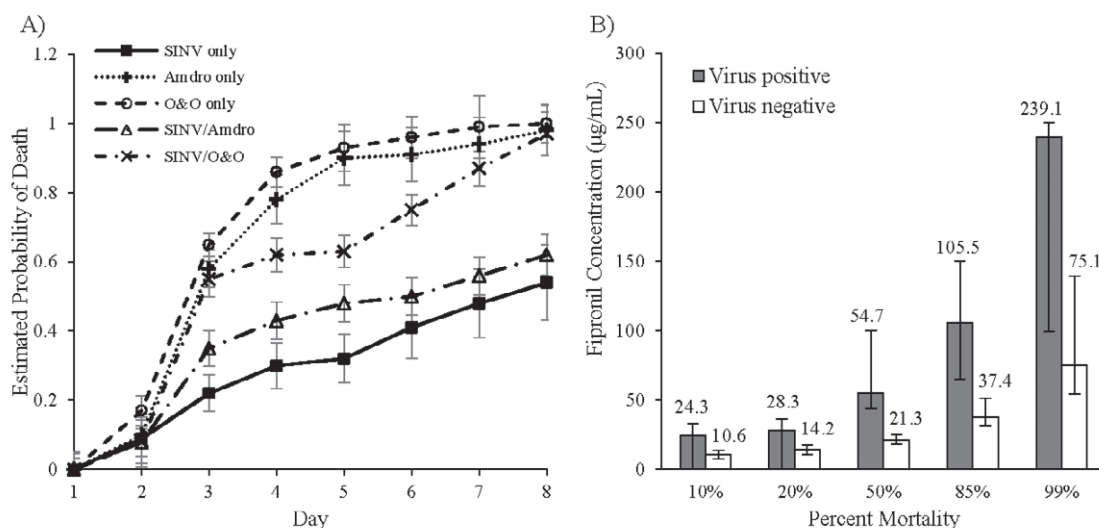 A)
SINV only
Amdro only
O&O only
SINV/Amdro
SINV/O&O
Estimated Probability of Death
1.2
1
0.8
0.6
0.4
0.2
0
1 2 3 4 5 6 7 8
Day
B)
Virus positive
Virus negative
Fipronil Concentration (µg/mL)
300
250
200
150
100
50
0
24.3 10.6 28.3 14.2 54.7 21.3 105.5 37.4 239.1 75.1
10% 20% 50% 85% 99%
Percent Mortality